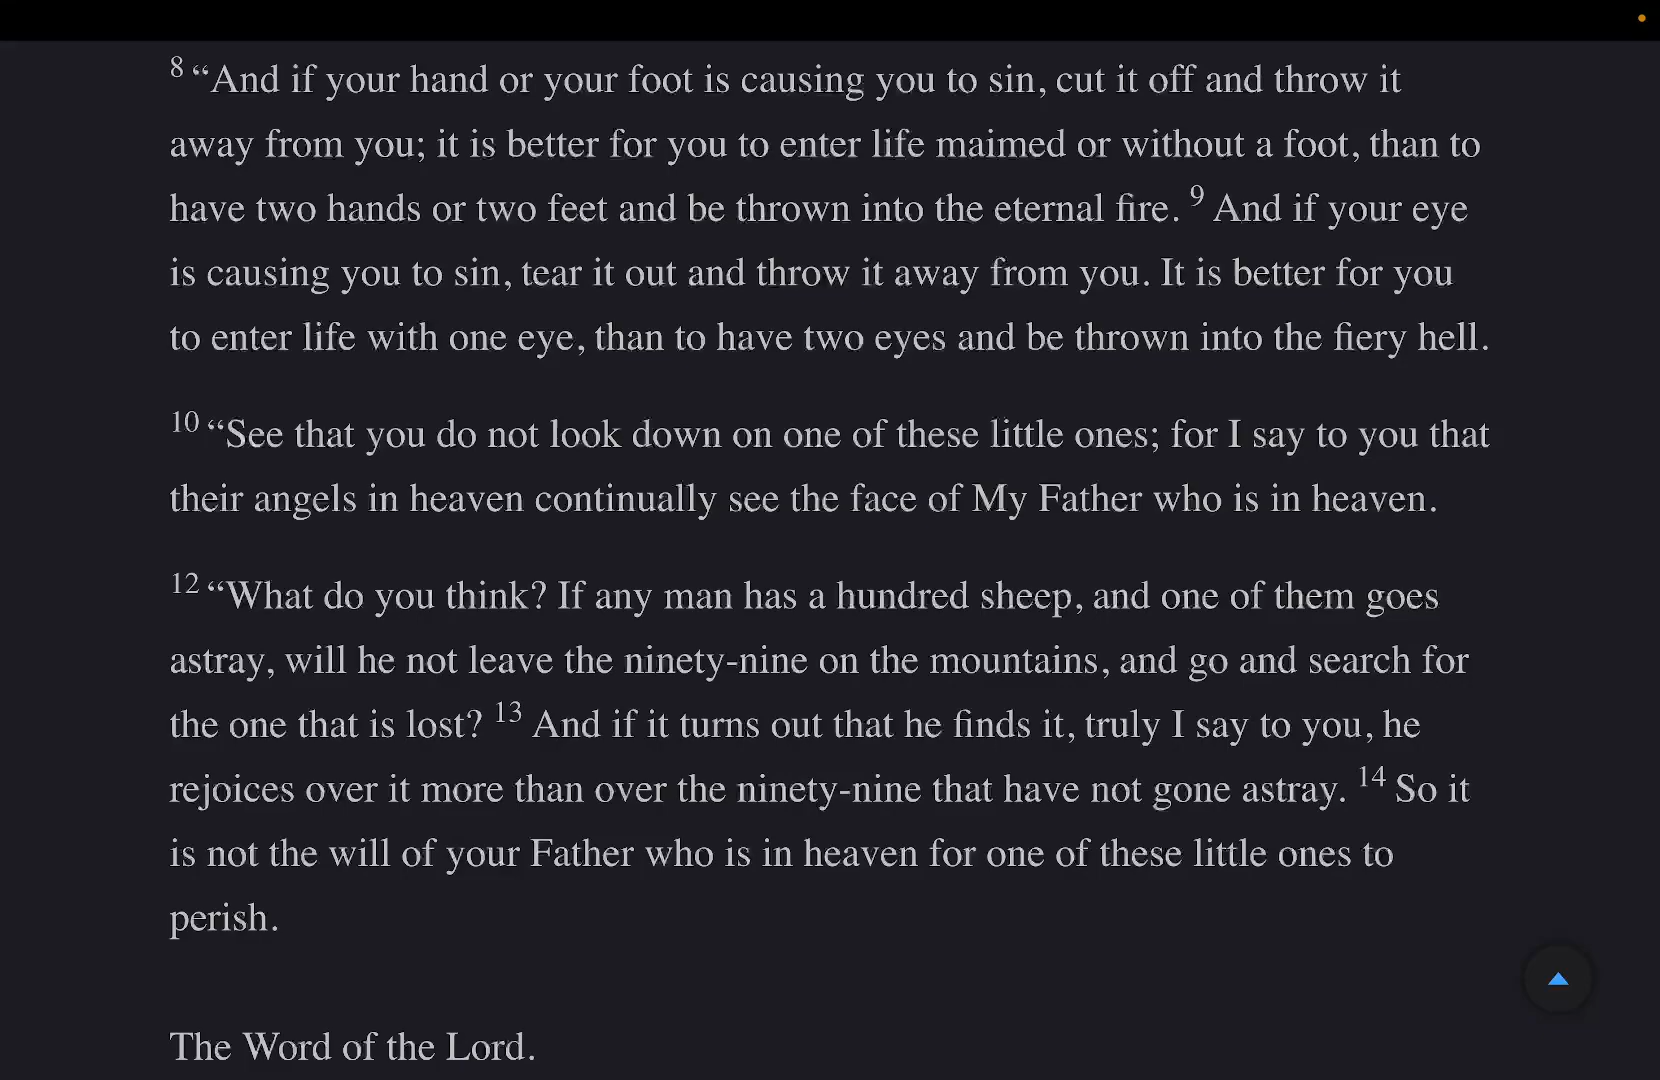 8 “And if your hand or your foot is causing you to sin, cut it off and throw it
away from you; it is better for you to enter life maimed or without a foot, than to
have two hands or two feet and be thrown into the eternal fire. 9 And if your eye
is causing you to sin, tear it out and throw it away from you. It is better for you
to enter life with one eye, than to have two eyes and be thrown into the fiery hell.
10 “See that you do not look down on one of these little ones; for I say to you that
their angels in heaven continually see the face of My Father who is in heaven.
12 “What do you think? If any man has a hundred sheep, and one of them goes
astray, will he not leave the ninety-nine on the mountains, and go and search for
the one that is lost? 13 And if it turns out that he finds it, truly I say to you, he
rejoices over it more than over the ninety-nine that have not gone astray. 14 So it
is not the will of your Father who is in heaven for one of these little ones to
perish.
The Word of the Lord.